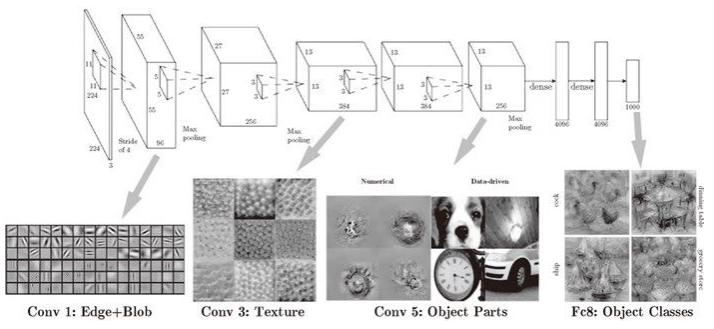 55
27
13
13
13
11
11
224
5
5
3
3
3
3
3
3
55
27
13
13
13
dense
dense
224
3
Stride
of 4
96
Max
pooling
256
Max
pooling
384
384
256
Max
pooling
4096
4096
1000
Numerical
Data-driven
cock
ship
dinning table
grocery store
Conv 1: Edge+Blob
Conv 3: Texture
Conv 5: Object Parts
Fc8: Object Classes